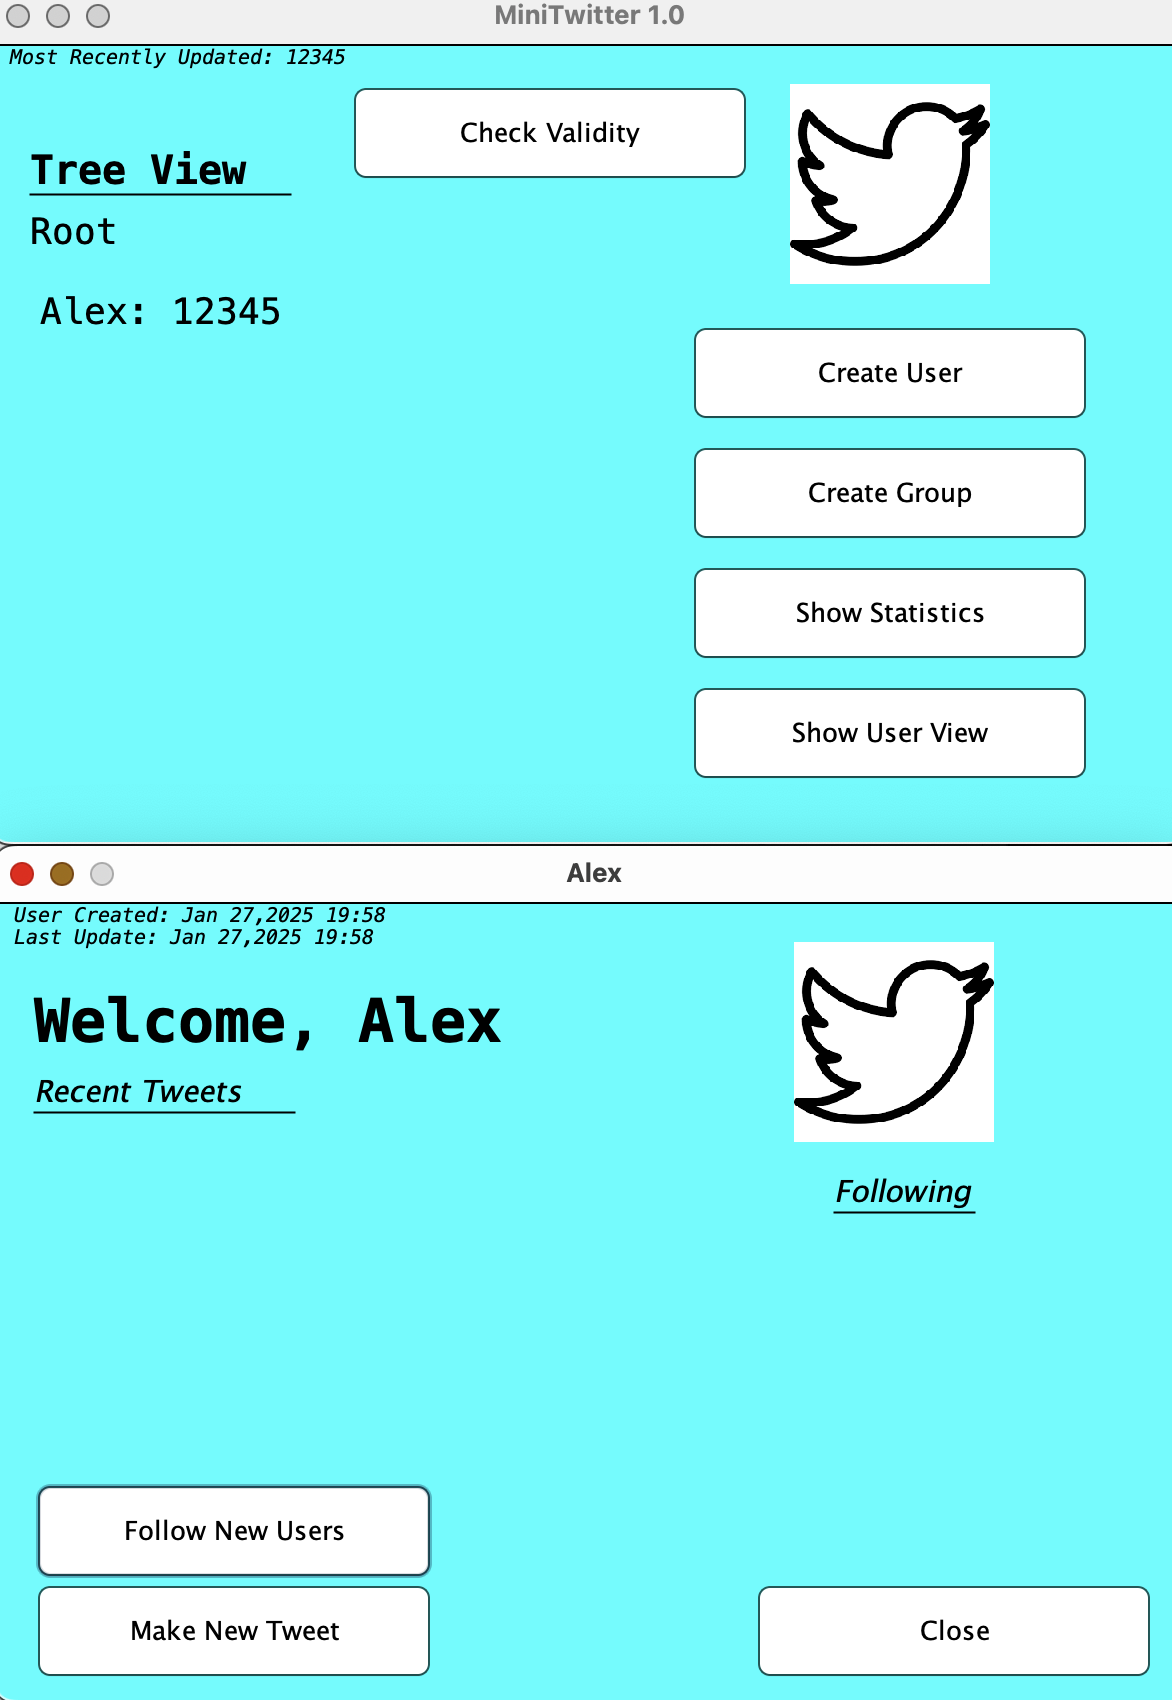 MiniTwitter 1.0
Most Recently Updated: 12345
Check Validity
Tree View
Root
Alex: 12345
Create User
Create Group
Show Statistics
Show User View
Alex
User Created: Jan 27,2025 19:58
Last Update: Jan 27,2025 19:58
Welcome, Alex
Recent Tweets
Following
Follow New Users
Make New Tweet
Close